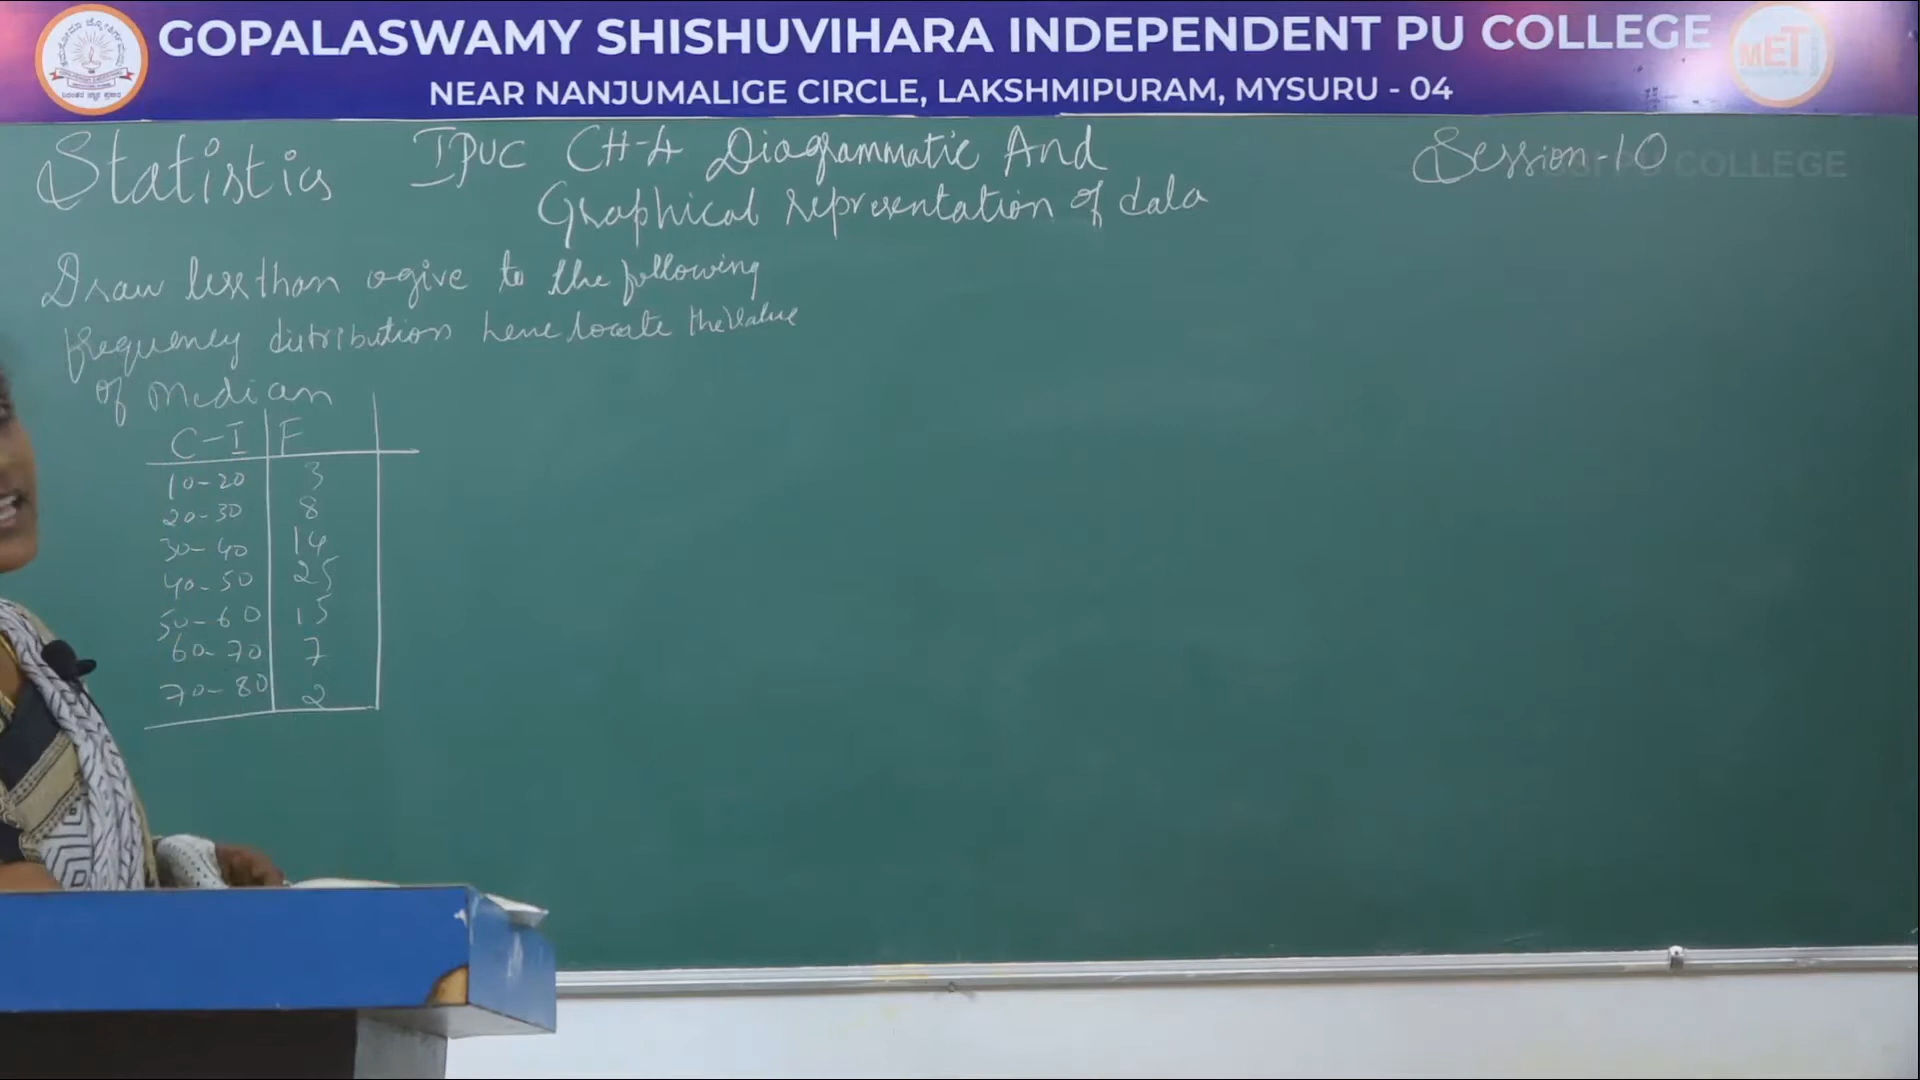 GOPALASWAMY SHISHUVIHARA INDEPENDENT PU COLLEGE
NEAR NANJUMALIGE CIRCLE, LAKSHMIPURAM, MYSURU - 04
MET
Statistics IPUC CH-4 Diagrammatic And Session-10
PU COLLEGE
Graphical representation of data
Draw less than ogive to the following
frequency distribution hence locate the value
of Median
C-I F
10-20 3
20-30 8
30-40 14
40-50 25
50-60 15
60-70 7
70-80 2